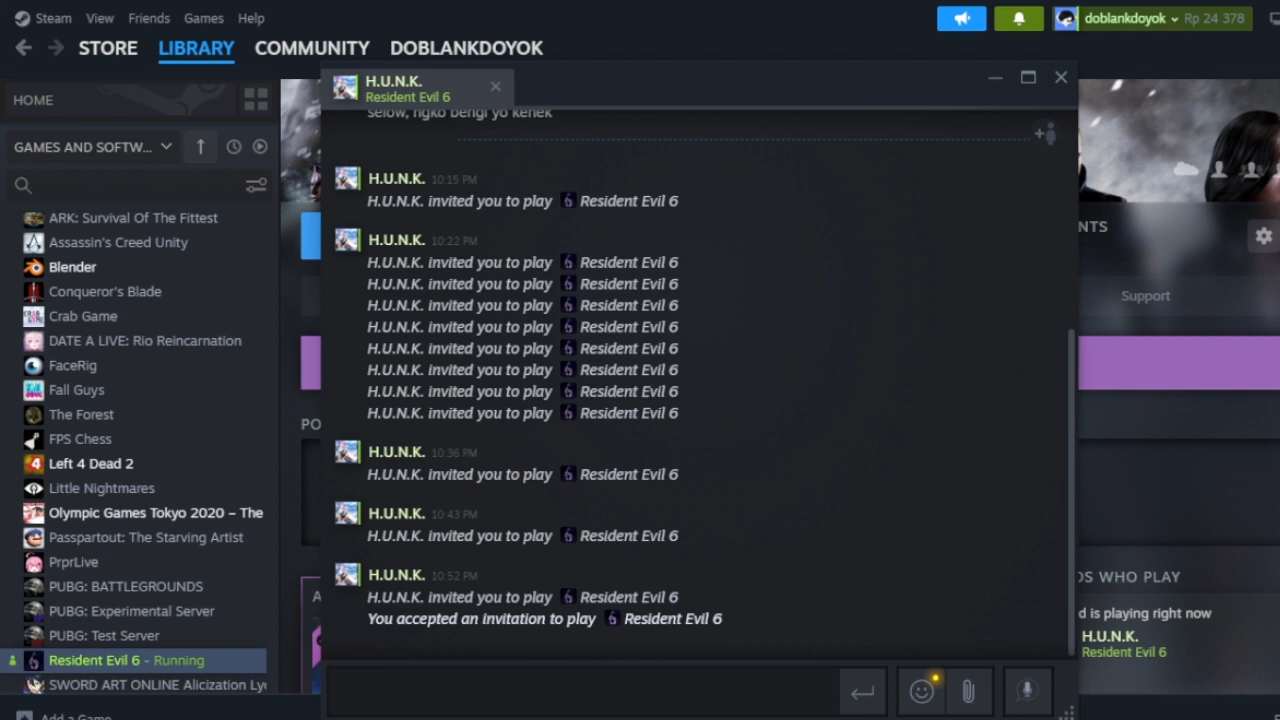 Steam View Friends Games Help
doblankdoyok Rp 24 378
STORE LIBRARY COMMUNITY DOBLANKDOYOK
HOME
GAMES AND SOFTW...
ARK: Survival Of The Fittest
Assassin's Creed Unity
Blender
Conqueror's Blade
Crab Game
DATE A LIVE: Rio Reincarnation
FaceRig
Fall Guys
The Forest
FPS Chess
Left 4 Dead 2
Little Nightmares
Olympic Games Tokyo 2020 – The
Passpartout: The Starving Artist
PrprLive
PUBG: BATTLEGROUNDS
PUBG: Experimental Server
PUBG: Test Server
Resident Evil 6 - Running
SWORD ART ONLINE Alicization Ly
Add a Game
H.U.N.K.
Resident Evil 6
selow, ngko bengi yo kenek
H.U.N.K. 10:15 PM
H.U.N.K. invited you to play Resident Evil 6
H.U.N.K. 10:22 PM
H.U.N.K. invited you to play Resident Evil 6
H.U.N.K. invited you to play Resident Evil 6
H.U.N.K. invited you to play Resident Evil 6
H.U.N.K. invited you to play Resident Evil 6
H.U.N.K. invited you to play Resident Evil 6
H.U.N.K. invited you to play Resident Evil 6
H.U.N.K. invited you to play Resident Evil 6
H.U.N.K. invited you to play Resident Evil 6
H.U.N.K. 10:36 PM
H.U.N.K. invited you to play Resident Evil 6
H.U.N.K. 10:43 PM
H.U.N.K. invited you to play Resident Evil 6
H.U.N.K. 10:52 PM
H.U.N.K. invited you to play Resident Evil 6
You accepted an invitation to play Resident Evil 6
NTS
Support
PO
A
DS WHO PLAY
d is playing right now
H.U.N.K.
Resident Evil 6